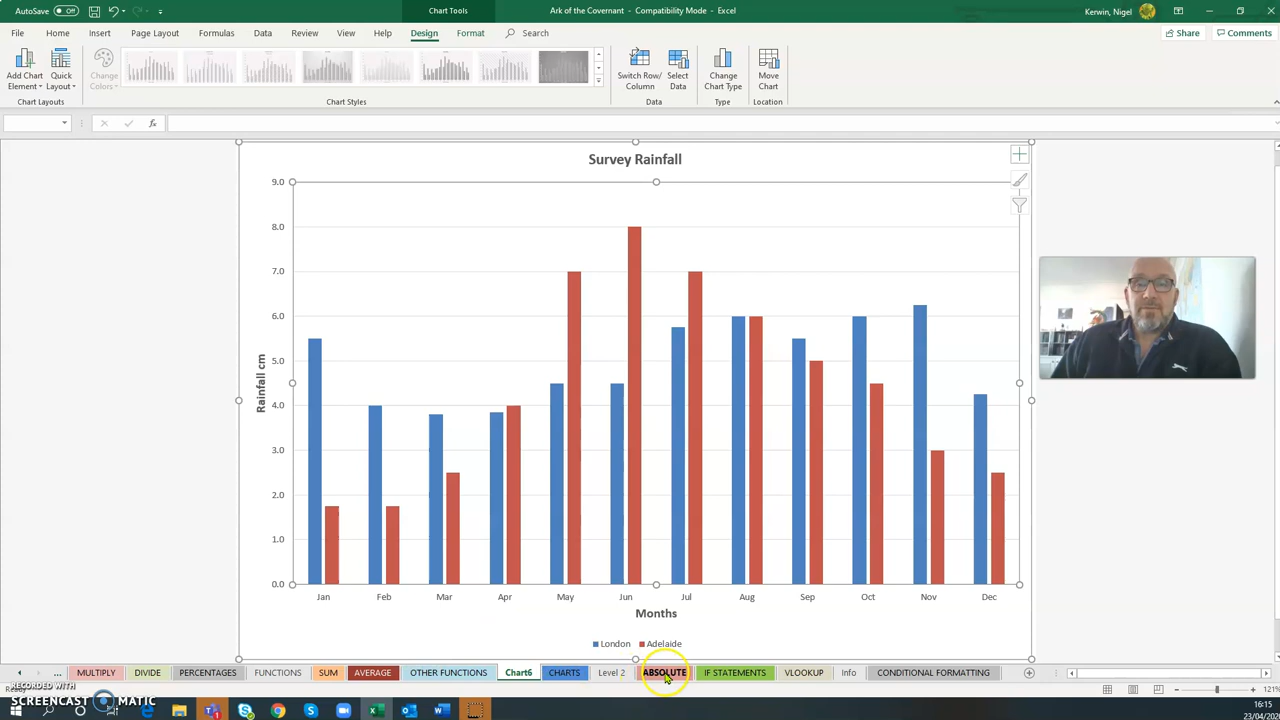 AutoSave Off
Chart Tools
Ark of the Covenant - Compatibility Mode - Excel
Kerwin, Nigel
File Home Insert Page Layout Formulas Data Review View Help Design Format Search
Share Comments
Add Chart Element
Quick Layout
Change Colors
Switch Row/ Column
Select Data
Change Chart Type
Move Chart
Chart Layouts Chart Styles Data Type Location
Survey Rainfall
9.0
8.0
7.0
6.0
5.0
4.0
3.0
2.0
1.0
0.0
Rainfall cm
Jan Feb Mar Apr May Jun Jul Aug Sep Oct Nov Dec
Months
London Adelaide
... MULTIPLY DIVIDE PERCENTAGES FUNCTIONS SUM AVERAGE OTHER FUNCTIONS Chart6 CHARTS Level 2 ABSOLUTE IF STATEMENTS VLOOKUP Info CONDITIONAL FORMATTING
Ready
RECORDED WITH
SCREENCAST MATIC
121%
16:15